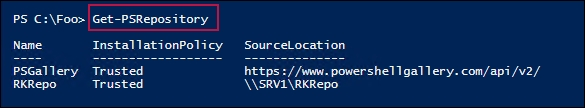 PS C:\Foo> Get-PSRepository
Name InstallationPolicy SourceLocation
---- ------------------ --------------
PSGallery Trusted https://www.powershellgallery.com/api/v2/
RKRepo Trusted \\SRV1\RKRepo